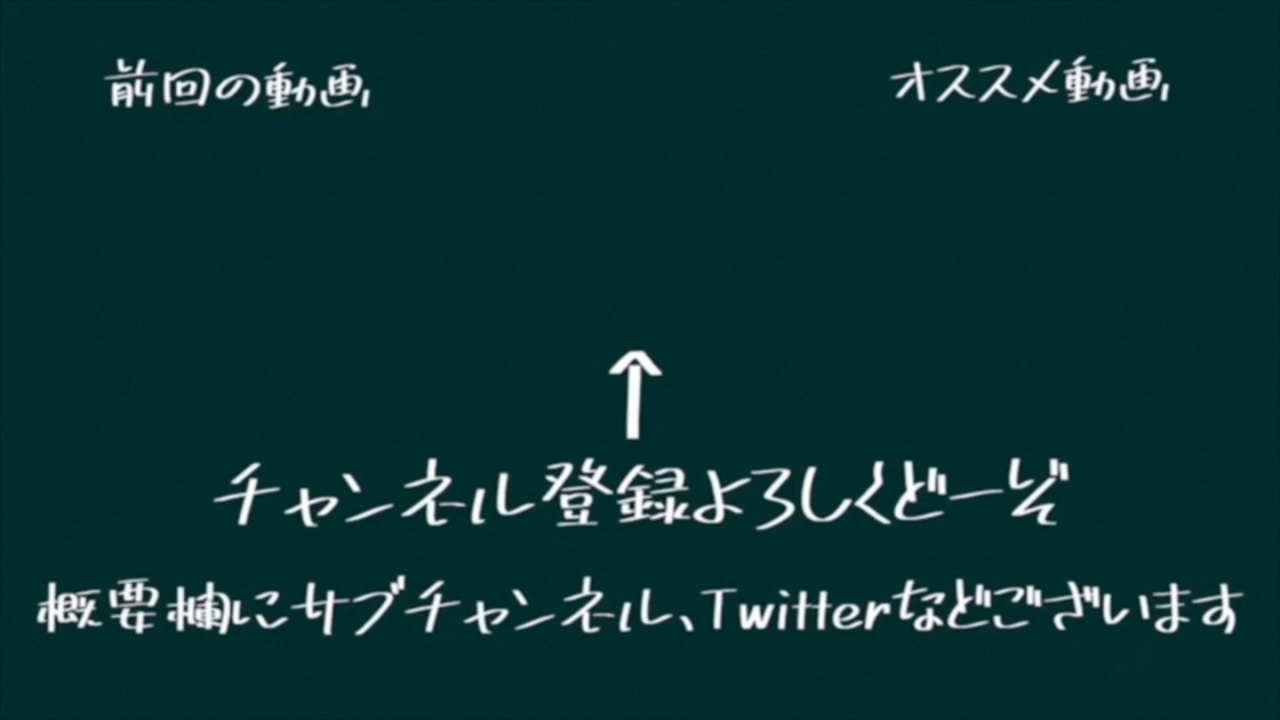 前回の動画
オススメ動画
↑
チャンネル登録よろしくどーぞ
概要欄にサブチャンネル、Twitterなどございます